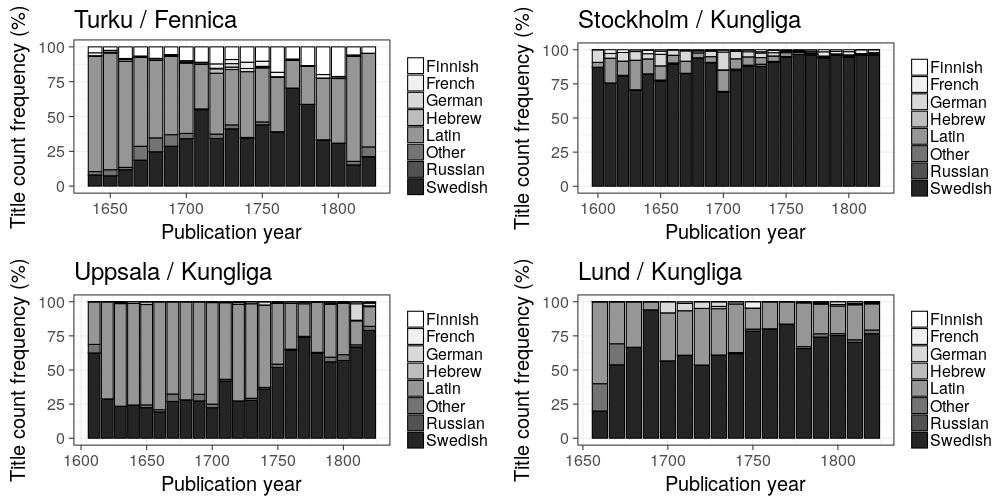 Turku / Fennica
Title count frequency (%)
100
75
50
25
0
1650
1700
1750
1800
Publication year
Finnish
French
German
Hebrew
Latin
Other
Russian
Swedish
Stockholm / Kungliga
Title count frequency (%)
100
75
50
25
0
1600
1650
1700
1750
1800
Publication year
Finnish
French
German
Hebrew
Latin
Other
Russian
Swedish
Uppsala / Kungliga
Title count frequency (%)
100
75
50
25
0
1600
1650
1700
1750
1800
Publication year
Finnish
French
German
Hebrew
Latin
Other
Russian
Swedish
Lund / Kungliga
Title count frequency (%)
100
75
50
25
0
1650
1700
1750
1800
Publication year
Finnish
French
German
Hebrew
Latin
Other
Russian
Swedish